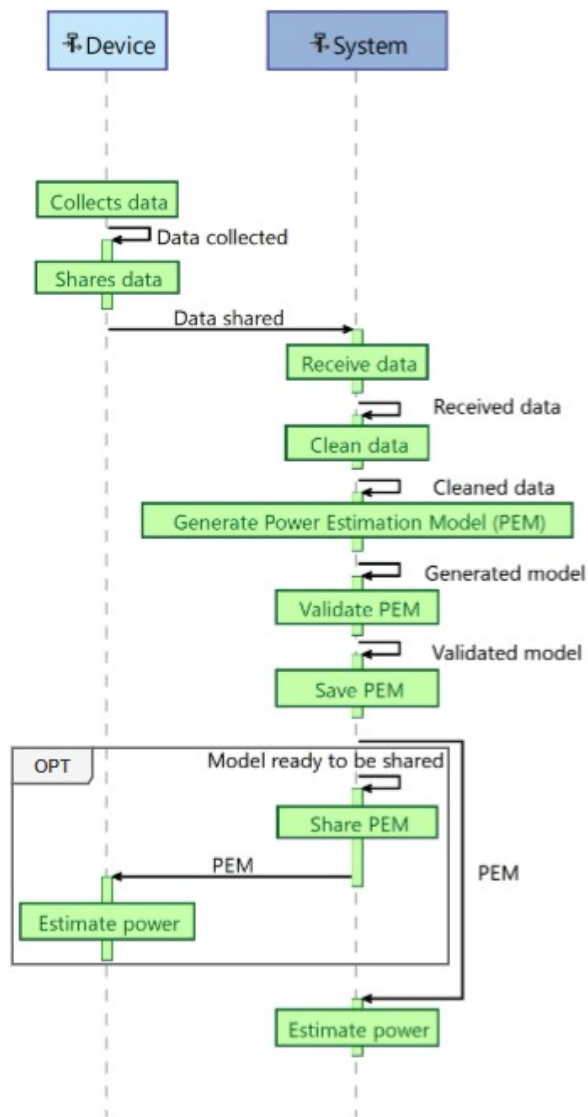 Device
System
Collects data
Data collected
Shares data
Data shared
Receive data
Received data
Clean data
Cleaned data
Generate Power Estimation Model (PEM)
Generated model
Validate PEM
Validated model
Save PEM
OPT
Model ready to be shared
Share PEM
PEM
PEM
Estimate power
Estimate power